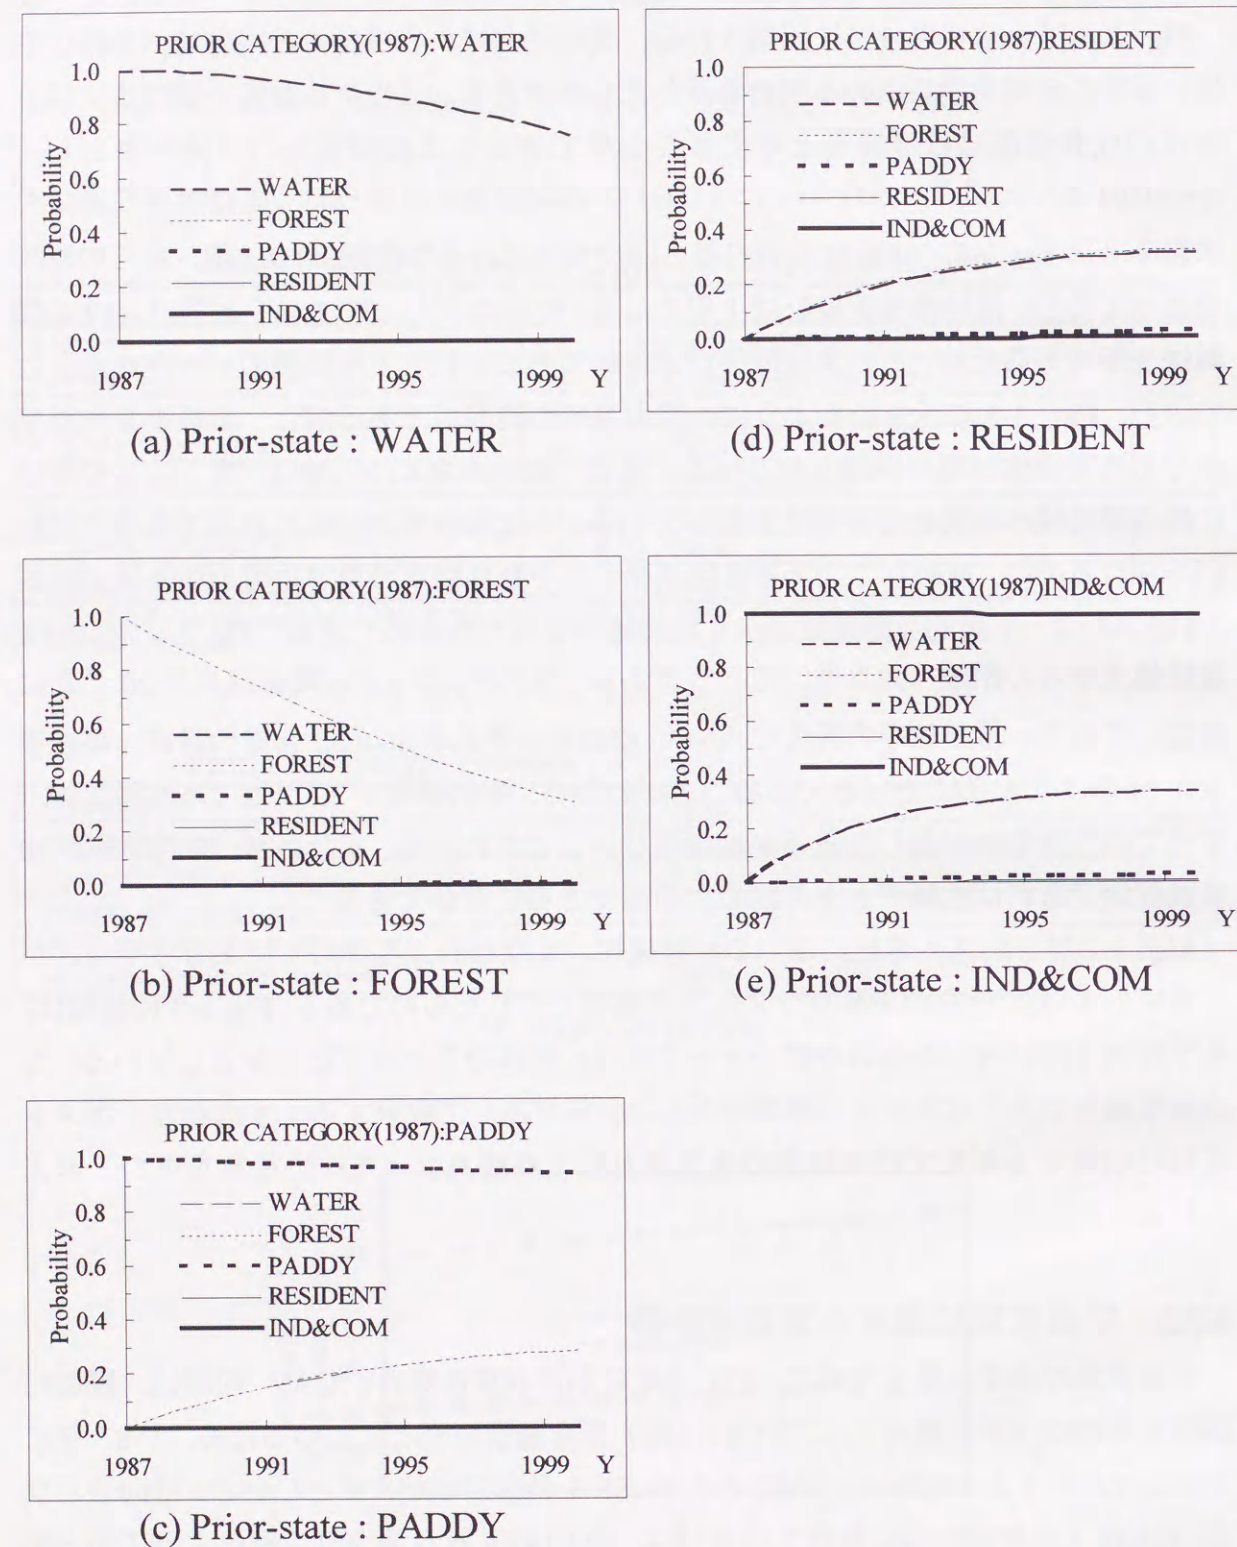 PRIOR CATEGORY(1987):WATER
1.0
0.8
0.6
0.4
0.2
0.0
Probability
WATER
FOREST
PADDY
RESIDENT
IND&COM
1987
1991
1995
1999
Y
(a) Prior-state : WATER
PRIOR CATEGORY(1987):FOREST
1.0
0.8
0.6
0.4
0.2
0.0
Probability
WATER
FOREST
PADDY
RESIDENT
IND&COM
1987
1991
1995
1999
Y
(b) Prior-state : FOREST
PRIOR CATEGORY(1987):PADDY
1.0
0.8
0.6
0.4
0.2
0.0
Probability
WATER
FOREST
PADDY
RESIDENT
IND&COM
1987
1991
1995
1999
Y
(c) Prior-state : PADDY
PRIOR CATEGORY(1987)RESIDENT
1.0
0.8
0.6
0.4
0.2
0.0
Probability
WATER
FOREST
PADDY
RESIDENT
IND&COM
1987
1991
1995
1999
Y
(d) Prior-state : RESIDENT
PRIOR CATEGORY(1987)IND&COM
1.0
0.8
0.6
0.4
0.2
0.0
Probability
WATER
FOREST
PADDY
RESIDENT
IND&COM
1987
1991
1995
1999
Y
(e) Prior-state : IND&COM